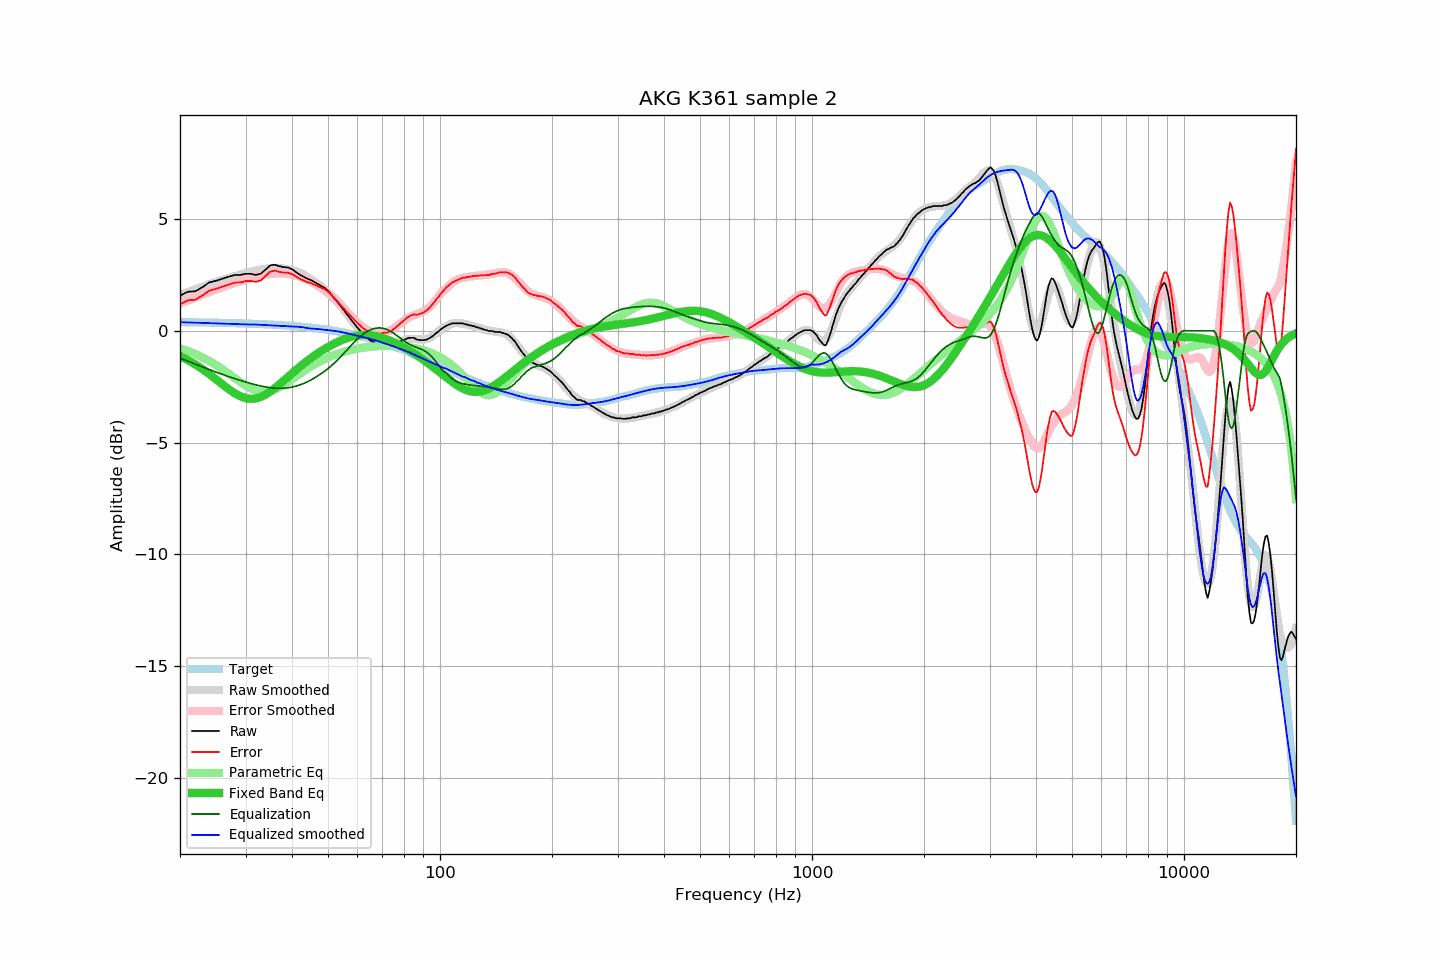 AKG K361 sample 2
Amplitude (dBr)
5
0
−5
−10
−15
−20
Target
Raw Smoothed
Error Smoothed
Raw
Error
Parametric Eq
Fixed Band Eq
Equalization
Equalized smoothed
100
1000
10000
Frequency (Hz)